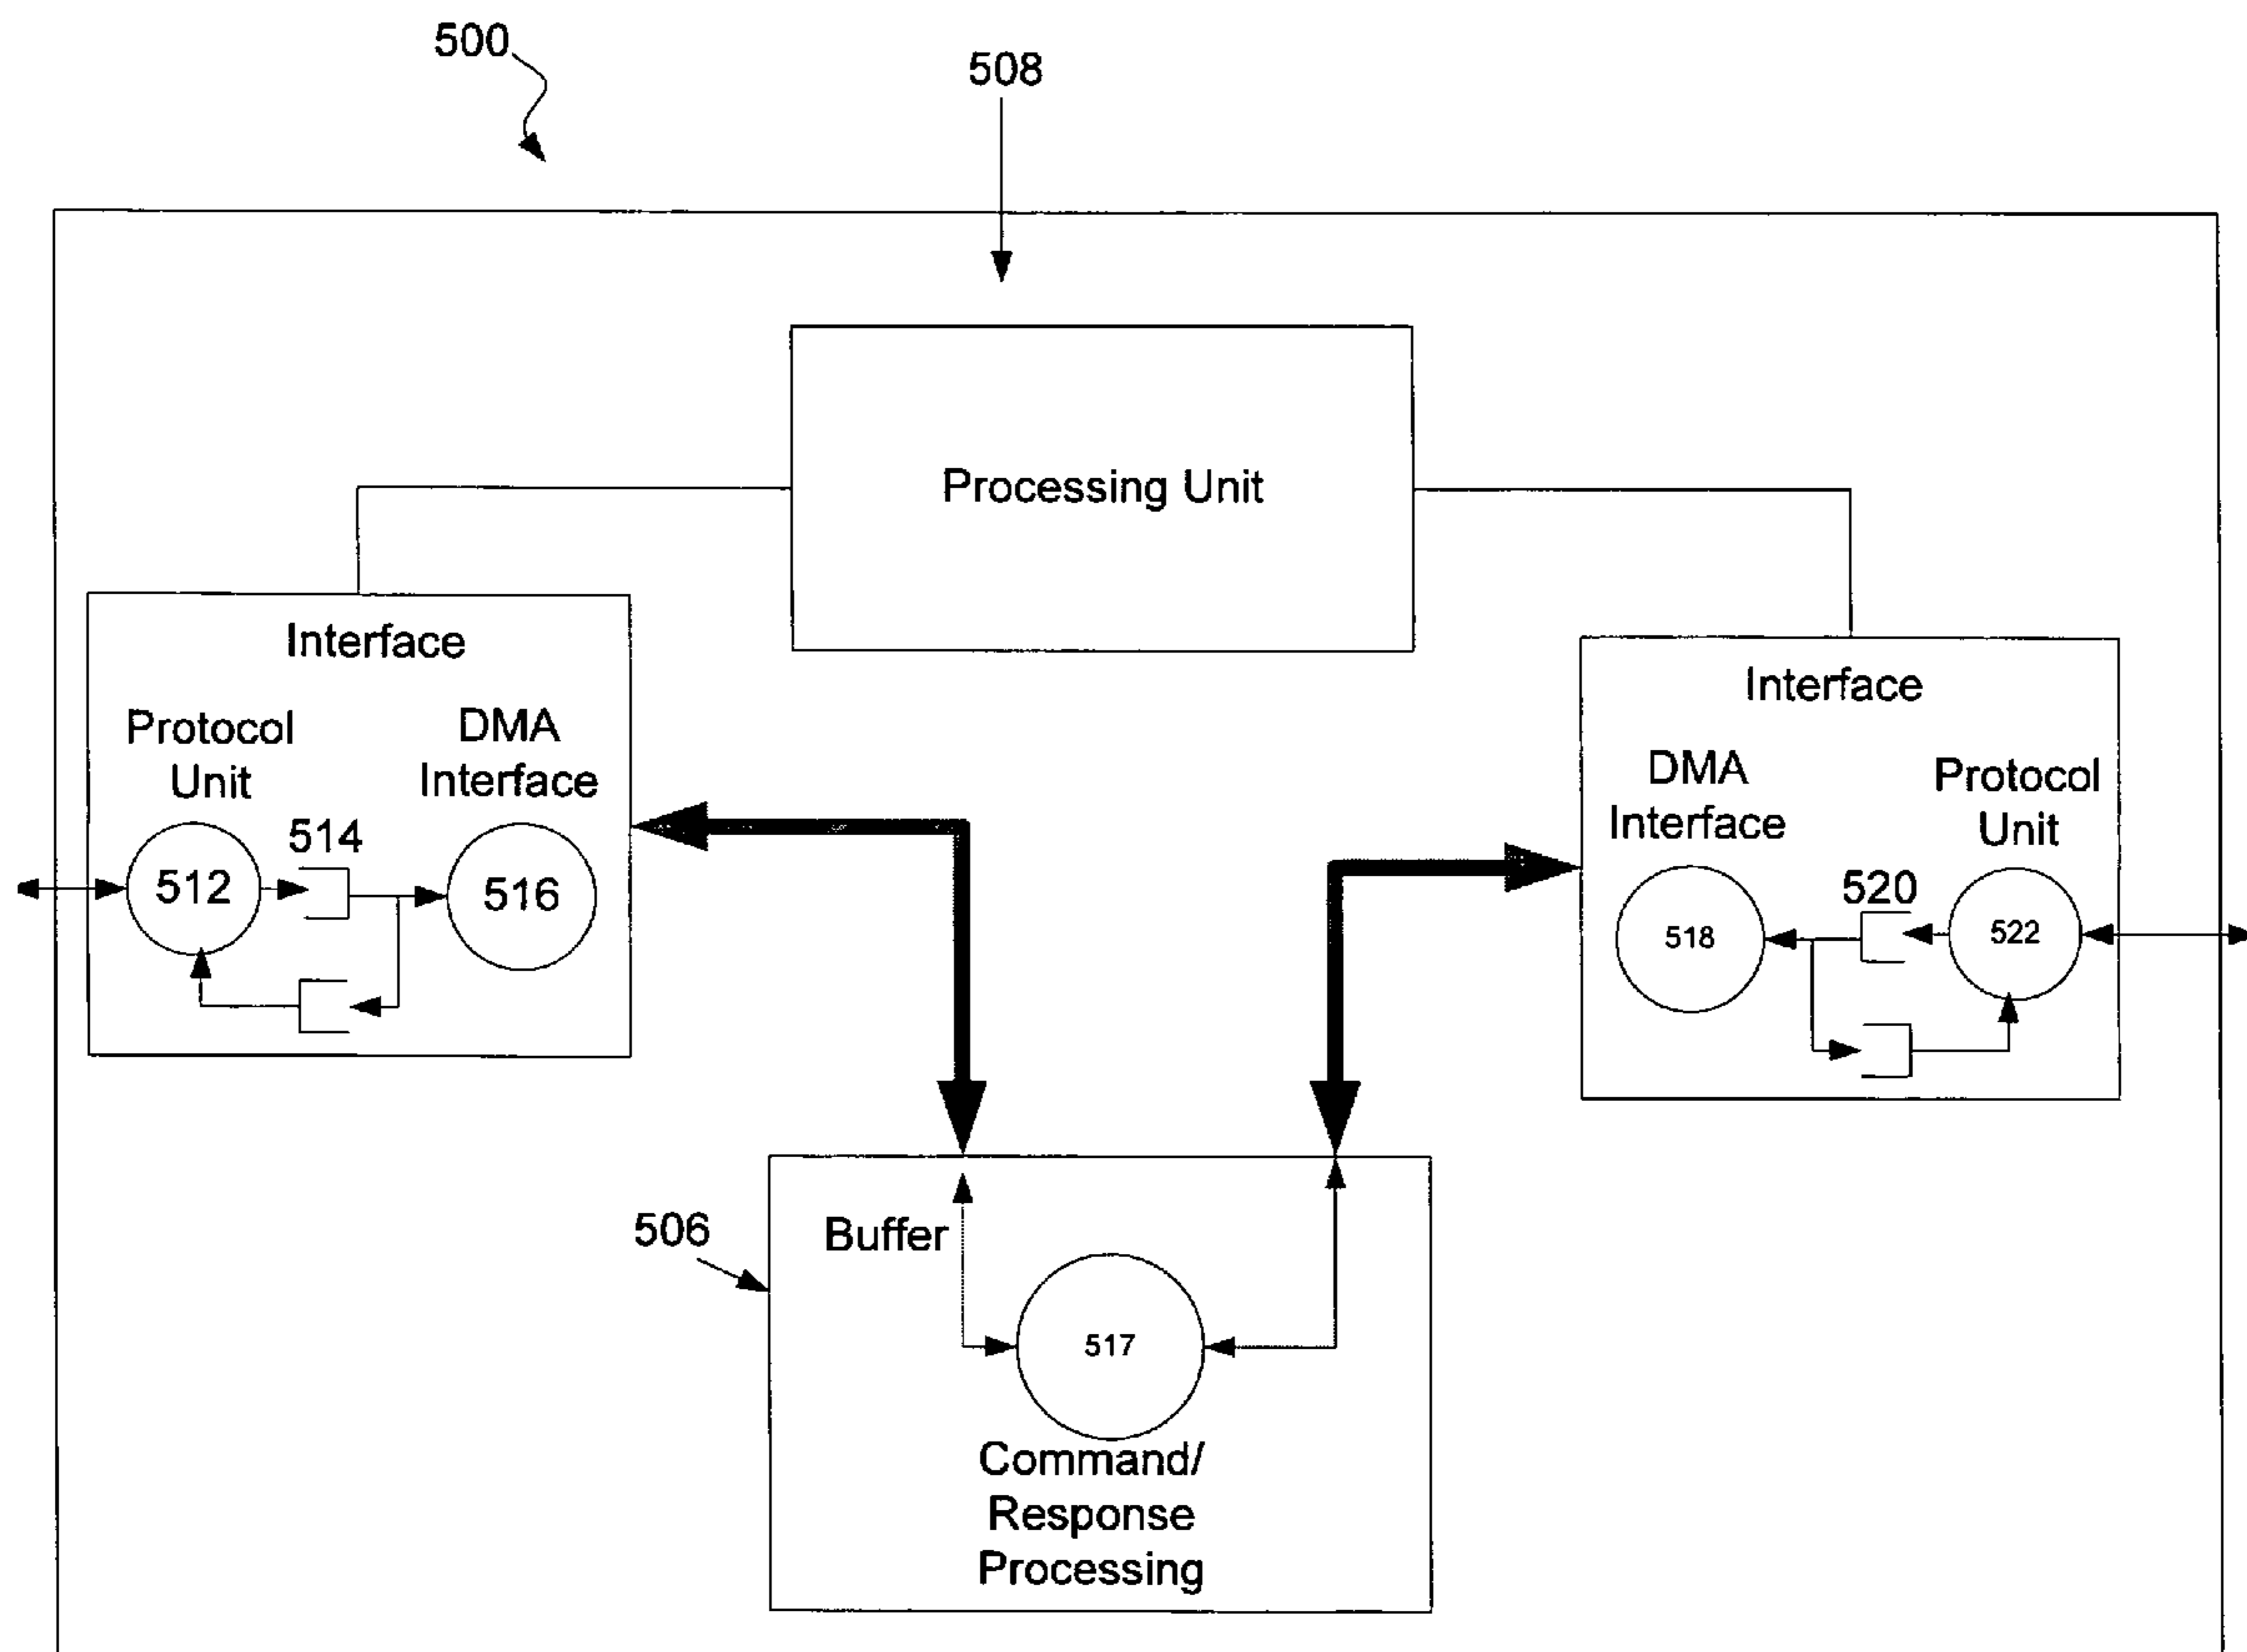 500
508
Processing Unit
Interface
Protocol
Unit
DMA
Interface
514
512
516
Interface
DMA
Interface
Protocol
Unit
520
518
522
506
Buffer
517
Command/
Response
Processing